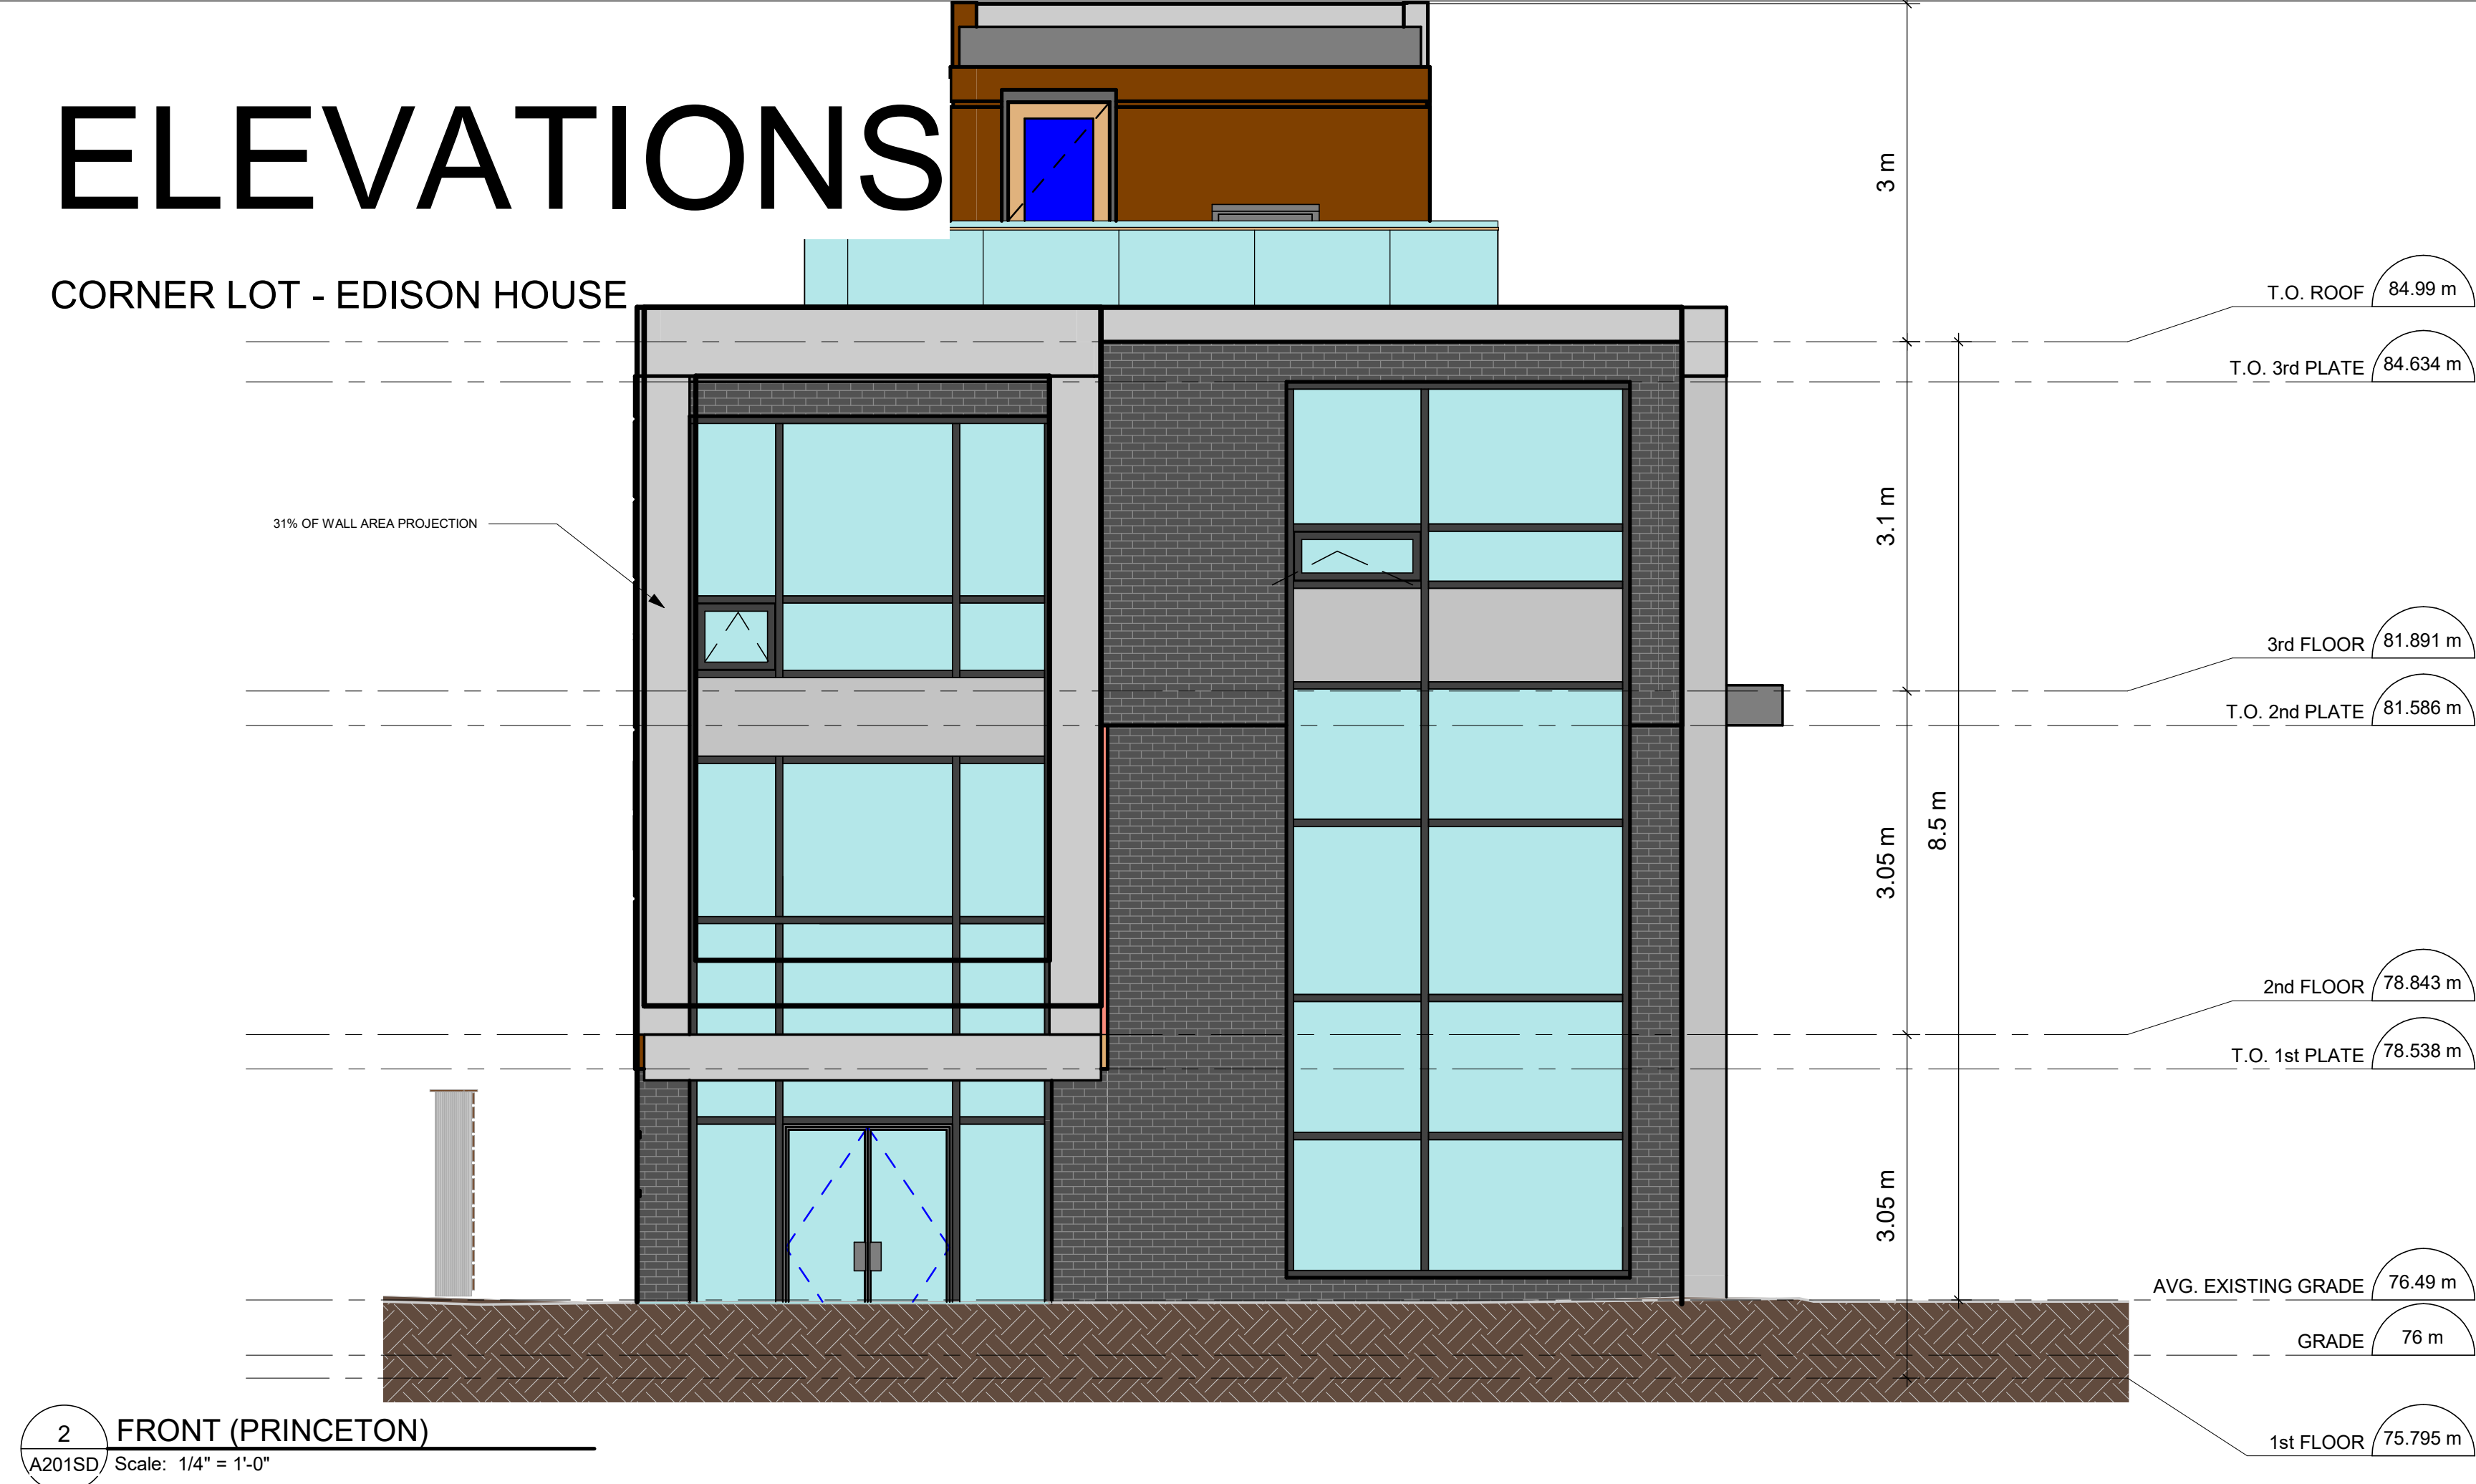 ELEVATIONS
CORNER LOT - EDISON HOUSE
31% OF WALL AREA PROJECTION
3 m
3.1 m
3.05 m
8.5 m
3.05 m
T.O. ROOF 84.99 m
T.O. 3rd PLATE 84.634 m
3rd FLOOR 81.891 m
T.O. 2nd PLATE 81.586 m
2nd FLOOR 78.843 m
T.O. 1st PLATE 78.538 m
AVG. EXISTING GRADE 76.49 m
GRADE 76 m
1st FLOOR 75.795 m
2 FRONT (PRINCETON)
A201SD Scale: 1/4" = 1'-0"